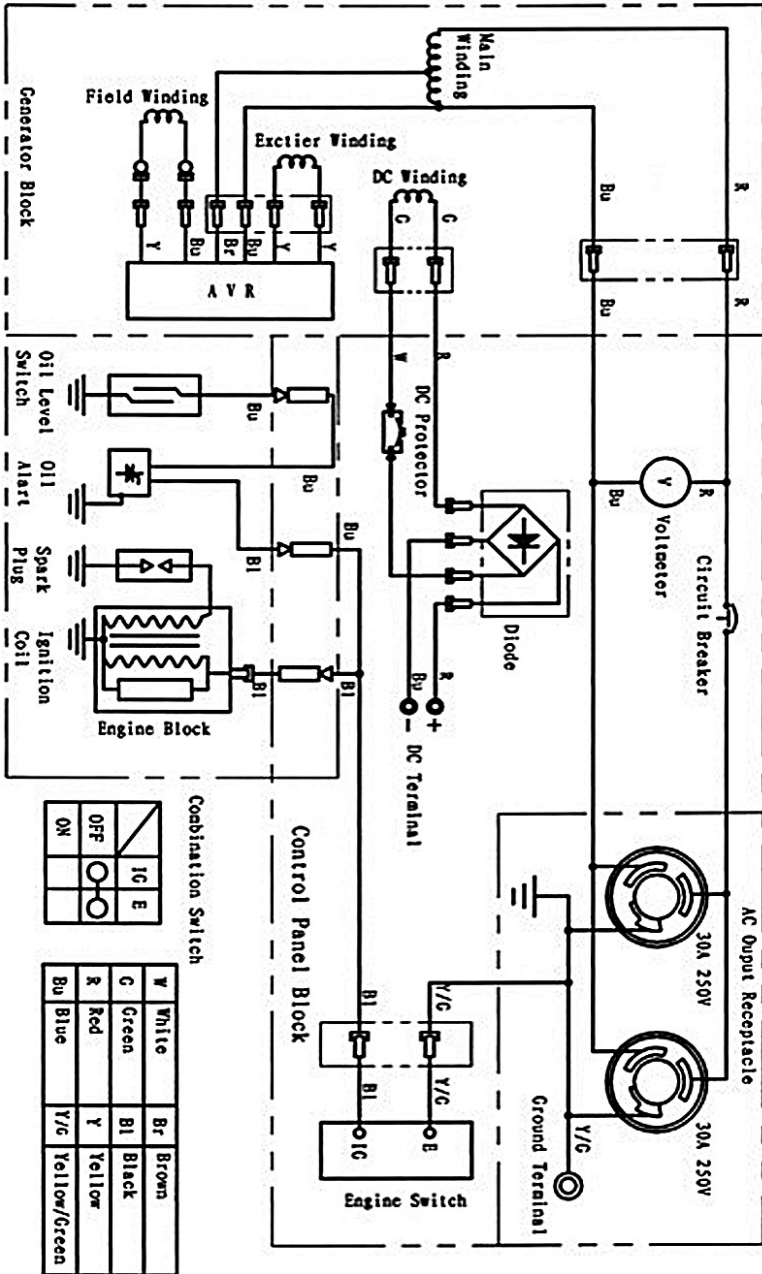 Main
Winding
R
R
Bu
Bu
Field Winding
Exctier Winding
DC Winding
G
G
Y
Bu
Br
Bu
Y
Y
A V R
Generator Block
W
R
DC Protector
V
R
Bu
Voltmeter
Circuit Breaker
Diode
R
Bu
+
-
DC Terminal
Oil Level
Switch
Bu
Oil
Alart
Bu
Bl
Bu
Spark
Plug
Ignition
Coil
Bl
Bl
Engine Block
Control Panel Block
AC Ouput Receptacle
30A 250V
30A 250V
Y/G
Ground Terminal
Bl
Y/G
Bl
Y/G
IG
E
Engine Switch
Combination Switch
IG E
OFF
ON
W White Br Brown
G Green Bl Black
R Red Y Yellow
Bu Blue Y/G Yellow/Green